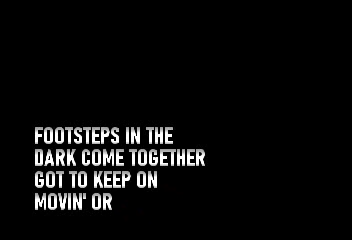 FOOTSTEPS IN THE
DARK COME TOGETHER
GOT TO KEEP ON
MOVIN' OR